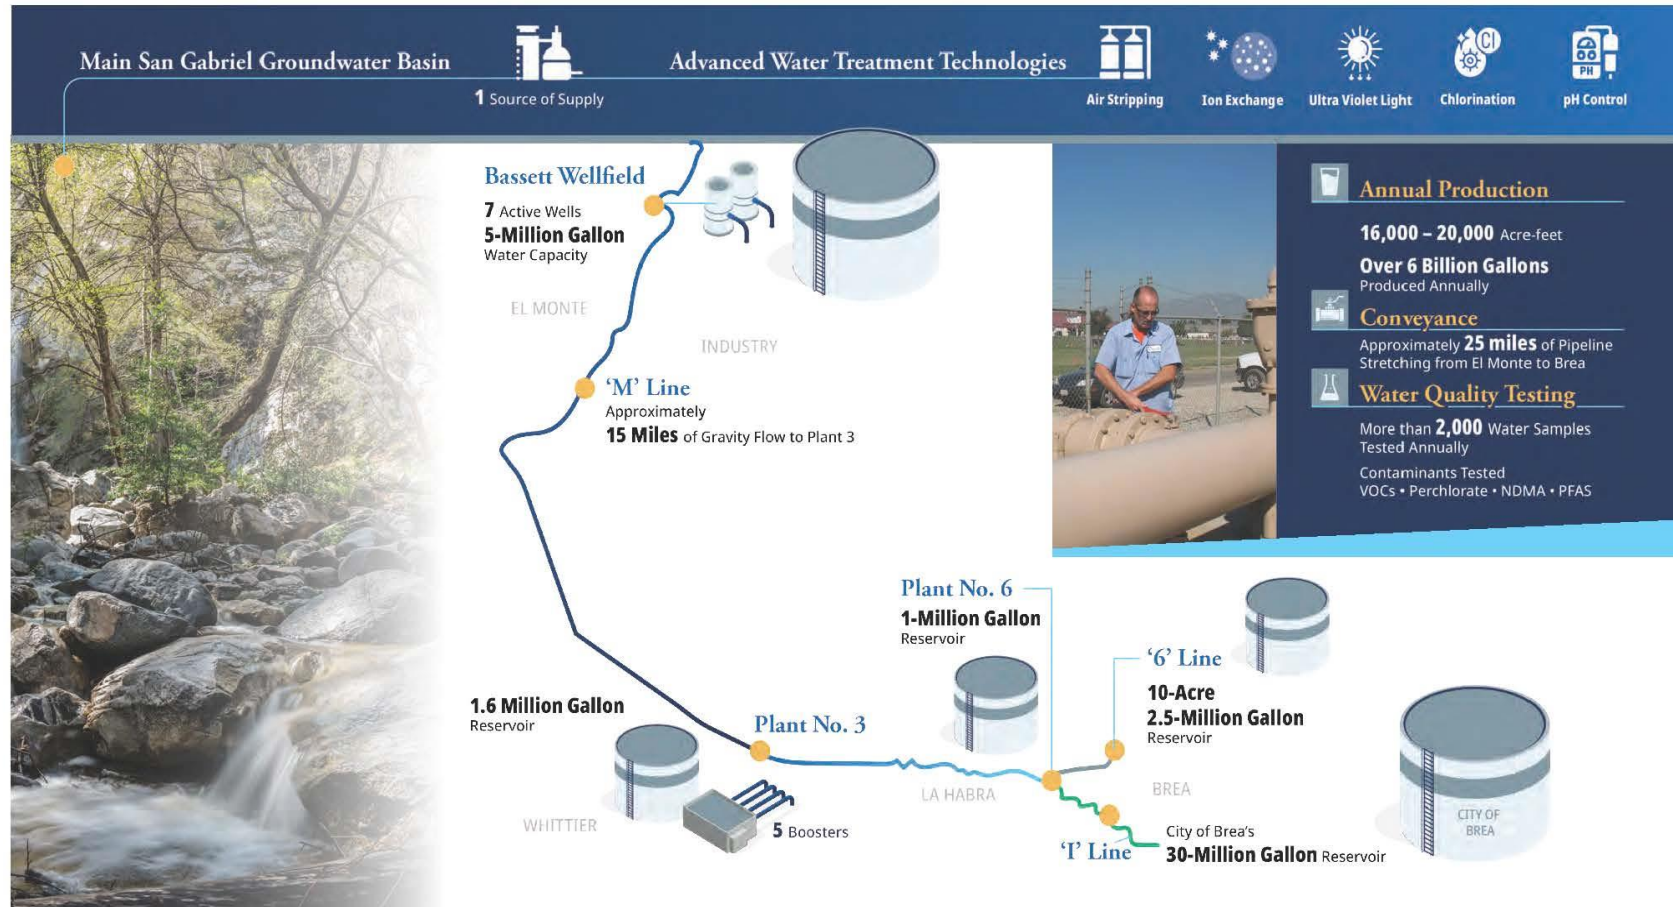 Main San Gabriel Groundwater Basin
1 Source of Supply
Advanced Water Treatment Technologies
Air Stripping
Ion Exchange
Ultra Violet Light
Cl
Chlorination
PH
pH Control
Bassett Wellfield
7 Active Wells
5-Million Gallon
Water Capacity
EL MONTE
INDUSTRY
'M' Line
Approximately
15 Miles of Gravity Flow to Plant 3
Annual Production
16,000 – 20,000 Acre-feet
Over 6 Billion Gallons
Produced Annually
Conveyance
Approximately 25 miles of Pipeline
Stretching from El Monte to Brea
Water Quality Testing
More than 2,000 Water Samples
Tested Annually
Contaminants Tested
VOCs • Perchlorate • NDMA • PFAS
1.6 Million Gallon
Reservoir
WHITTIER
Plant No. 3
5 Boosters
Plant No. 6
1-Million Gallon
Reservoir
LA HABRA
'6' Line
10-Acre
2.5-Million Gallon
Reservoir
BREA
'I' Line
City of Brea's
30-Million Gallon Reservoir
CITY OF
BREA